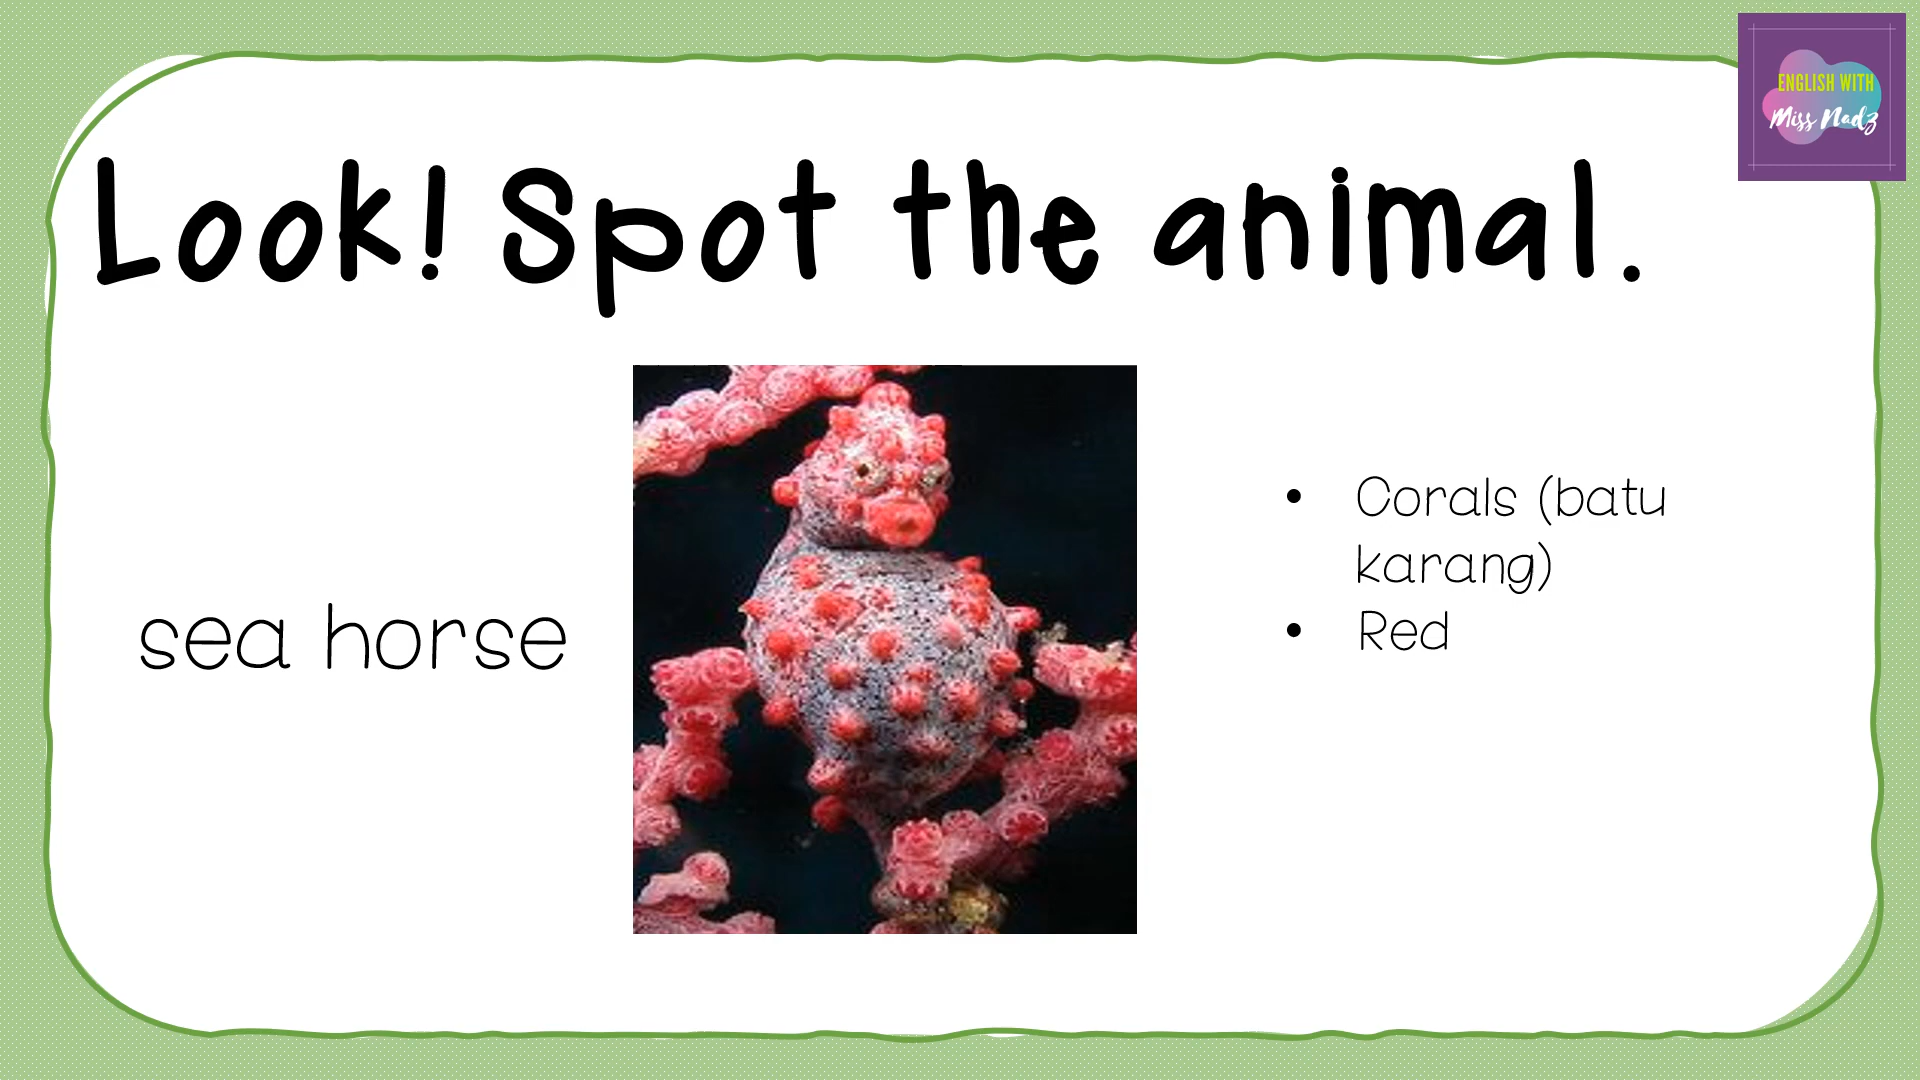 ENGLISH WITH
Miss Nadz
Look! Spot the animal.
sea horse
• Corals (batu
karang)
• Red